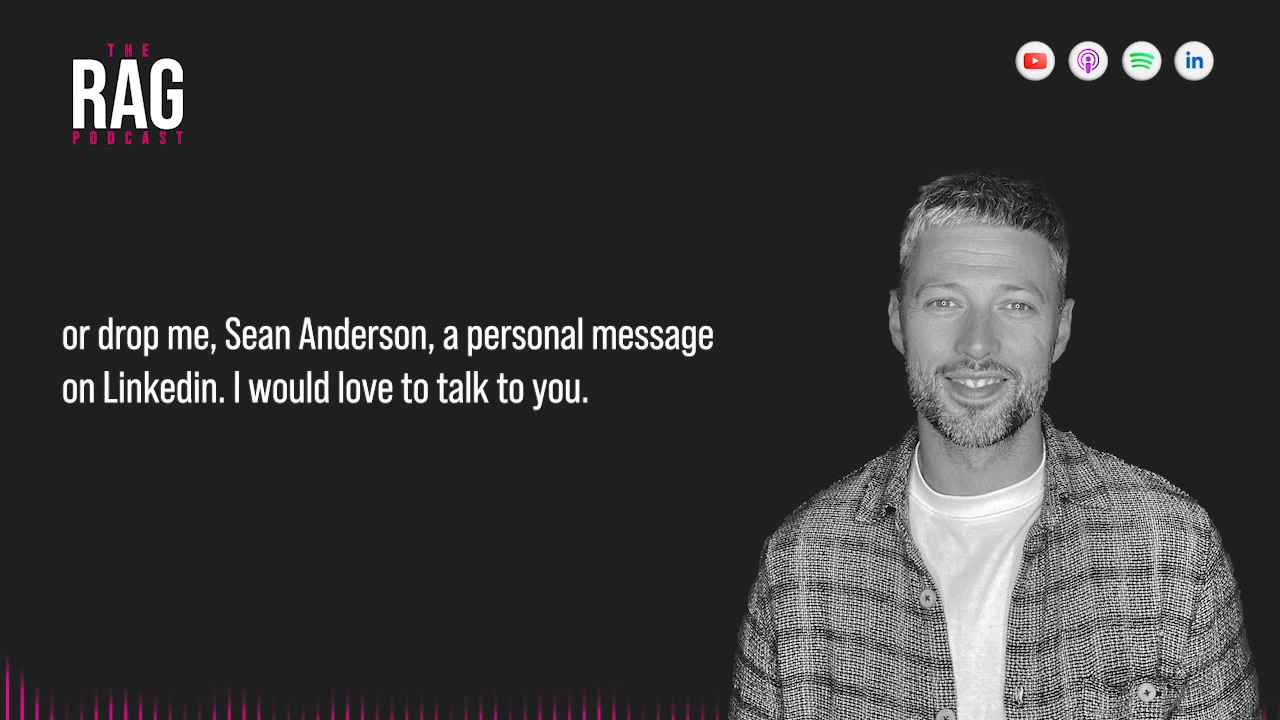 THE
RAG
PODCAST
in
or drop me, Sean Anderson, a personal message
on Linkedin. I would love to talk to you.